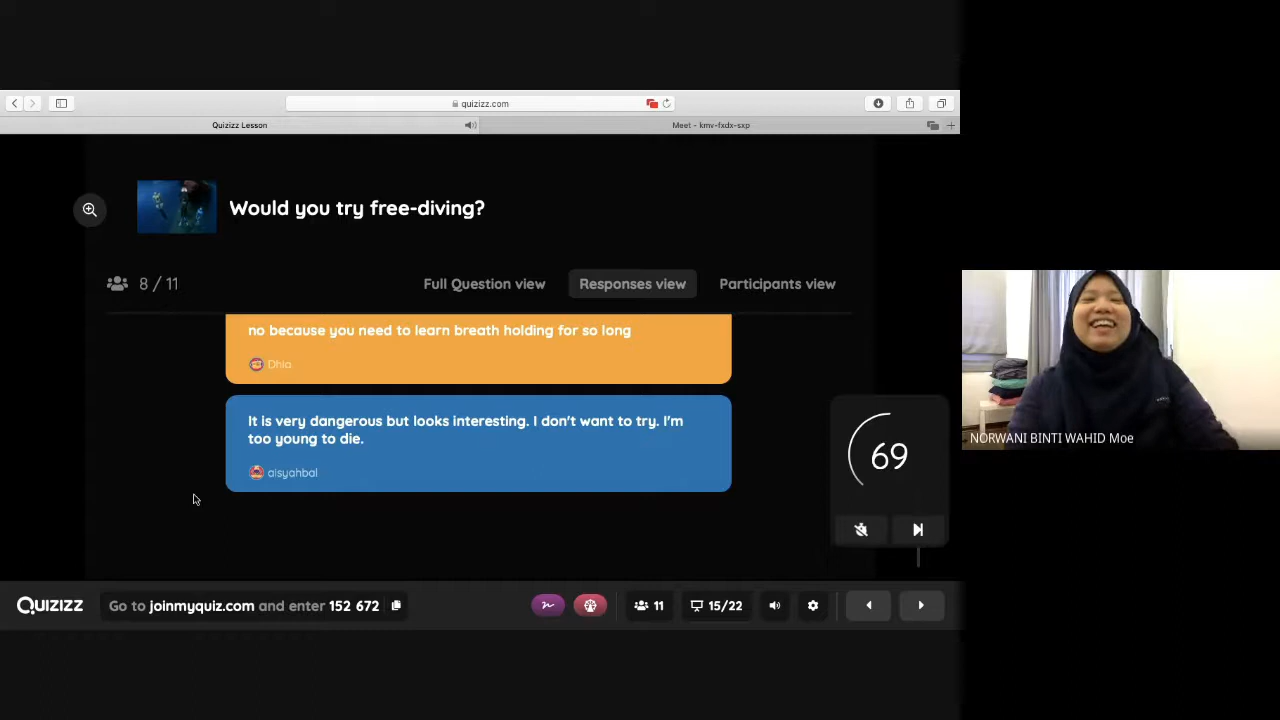 quizizz.com
Quizizz Lesson
Meet - kmv-fxdx-sxp
Would you try free-diving?
8 / 11
Full Question view
Responses view
Participants view
no because you need to learn breath holding for so long
Dhia
It is very dangerous but looks interesting. I don't want to try. I'm
too young to die.
aisyahbal
69
NORWANI BINTI WAHID Moe
QUIZIZZ
Go to joinmyquiz.com and enter 152 672
11
15/22